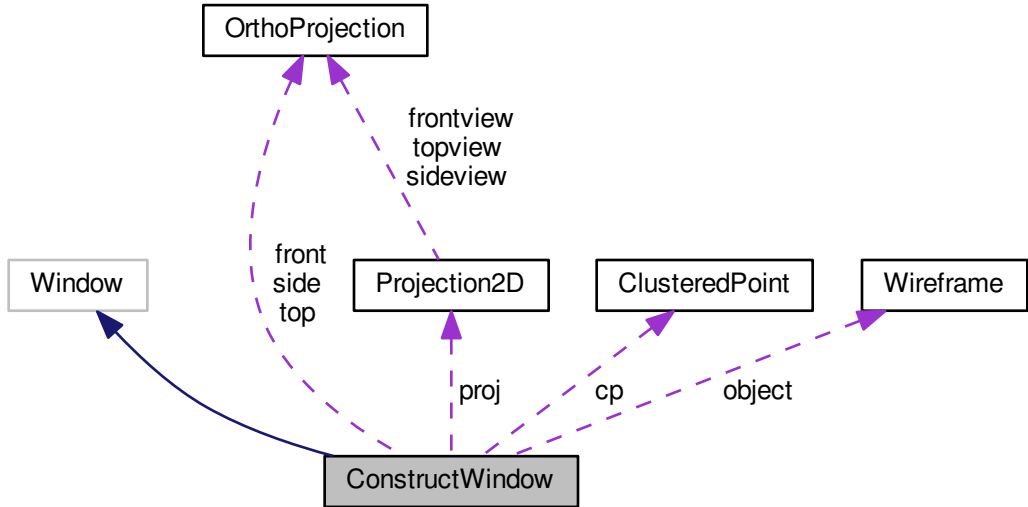 OrthoProjection
frontview
topview
sideview
front
side
top
Window
Projection2D
ClusteredPoint
Wireframe
proj
cp
object
ConstructWindow